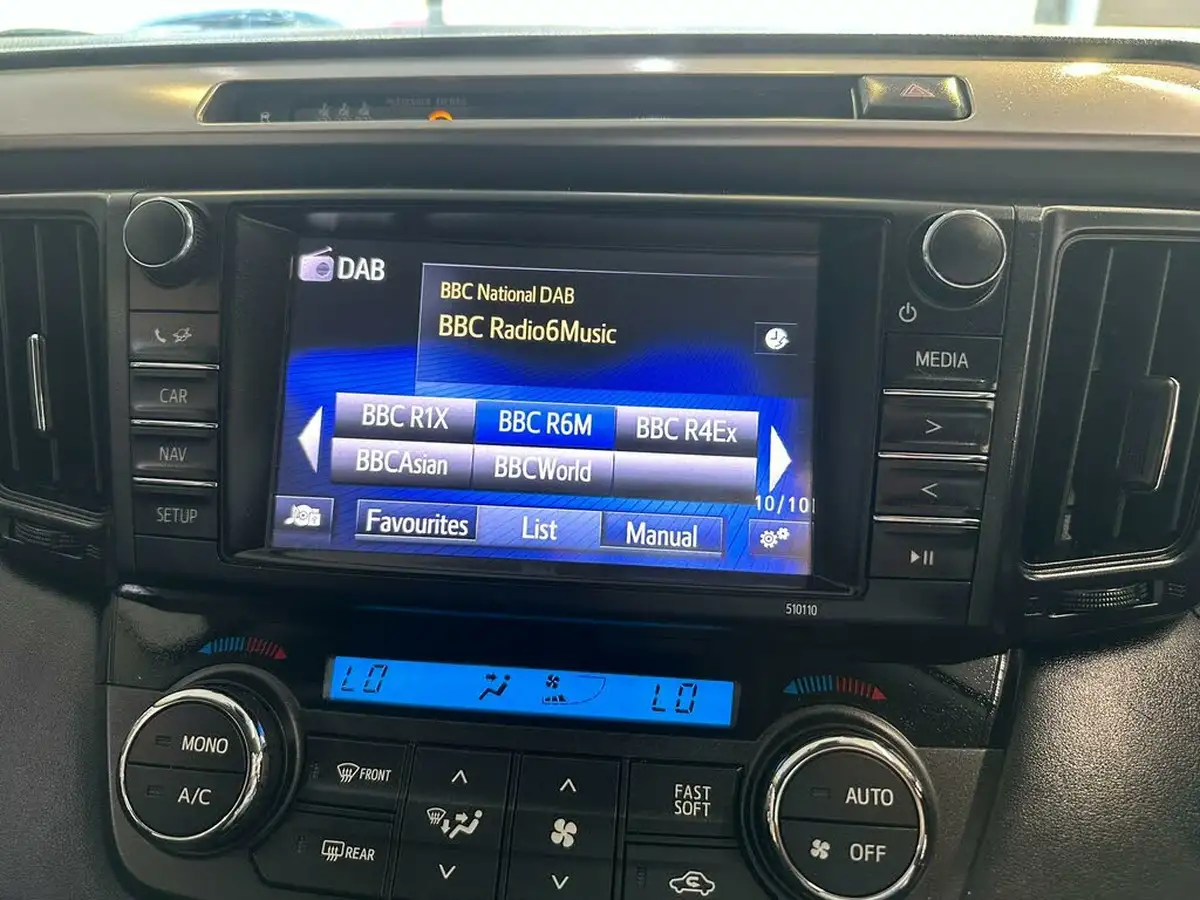 R
DAB
BBC National DAB
BBC Radio6Music
BBC R1X
BBC R6M
BBC R4Ex
BBCAsian
BBCWorld
10/10
Favourites
List
Manual
CAR
NAV
SETUP
MEDIA
>
<
510110
LO
LO
MONO
A/C
FRONT
REAR
FAST
SOFT
AUTO
OFF